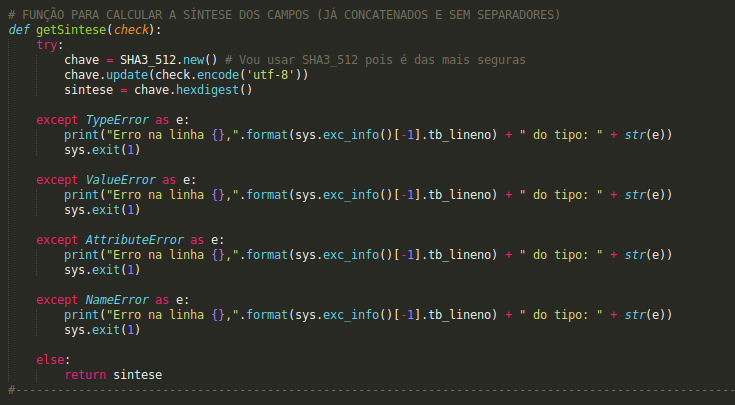 # FUNÇÃO PARA CALCULAR A SÍNTESE DOS CAMPOS (JÁ CONCATENADOS E SEM SEPARADORES)
def getSintese(check):
    try:
        chave = SHA3_512.new() # Vou usar SHA3_512 pois é das mais seguras
        chave.update(check.encode('utf-8'))
        sintese = chave.hexdigest()

    except TypeError as e:
        print("Erro na linha {},".format(sys.exc_info()[-1].tb_lineno) + " do tipo: " + str(e))
        sys.exit(1)

    except ValueError as e:
        print("Erro na linha {},".format(sys.exc_info()[-1].tb_lineno) + " do tipo: " + str(e))
        sys.exit(1)

    except AttributeError as e:
        print("Erro na linha {},".format(sys.exc_info()[-1].tb_lineno) + " do tipo: " + str(e))
        sys.exit(1)

    except NameError as e:
        print("Erro na linha {},".format(sys.exc_info()[-1].tb_lineno) + " do tipo: " + str(e))
        sys.exit(1)

    else:
        return sintese
#-------------------------------------------------------------------------------------------------------